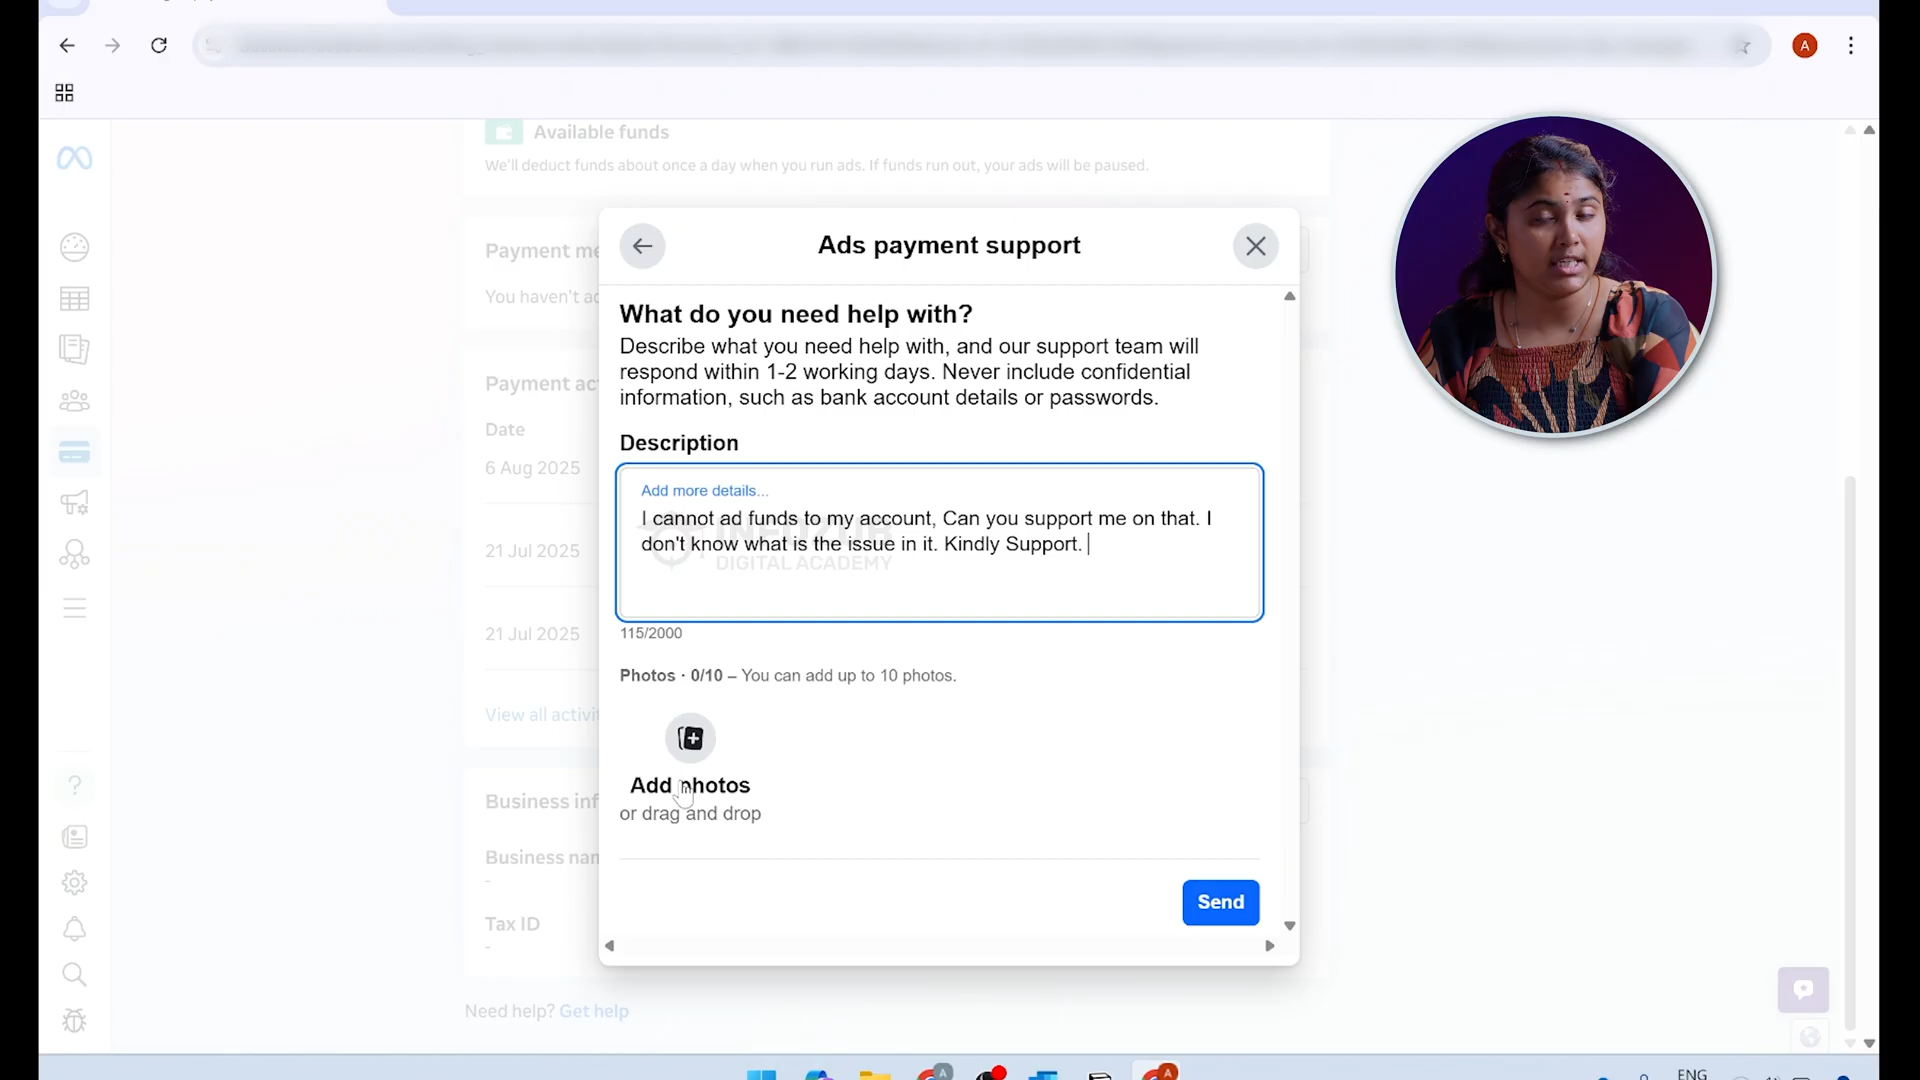 A
Available funds
We'll deduct funds about once a day when you run ads. If funds run out, your ads will be paused.
Payment me
You haven't ad
Payment act
Date
6 Aug 2025
21 Jul 2025
21 Jul 2025
View all activi
Business inf
Business nam
-
Tax ID
-
Need help? Get help
Ads payment support
What do you need help with?
Describe what you need help with, and our support team will
respond within 1-2 working days. Never include confidential
information, such as bank account details or passwords.
Description
Add more details...
I cannot ad funds to my account, Can you support me on that. I
don't know what is the issue in it. Kindly Support.
DIGITAL ACADEMY
115/2000
Photos · 0/10 – You can add up to 10 photos.
Add photos
or drag and drop
Send
A
A
ENG